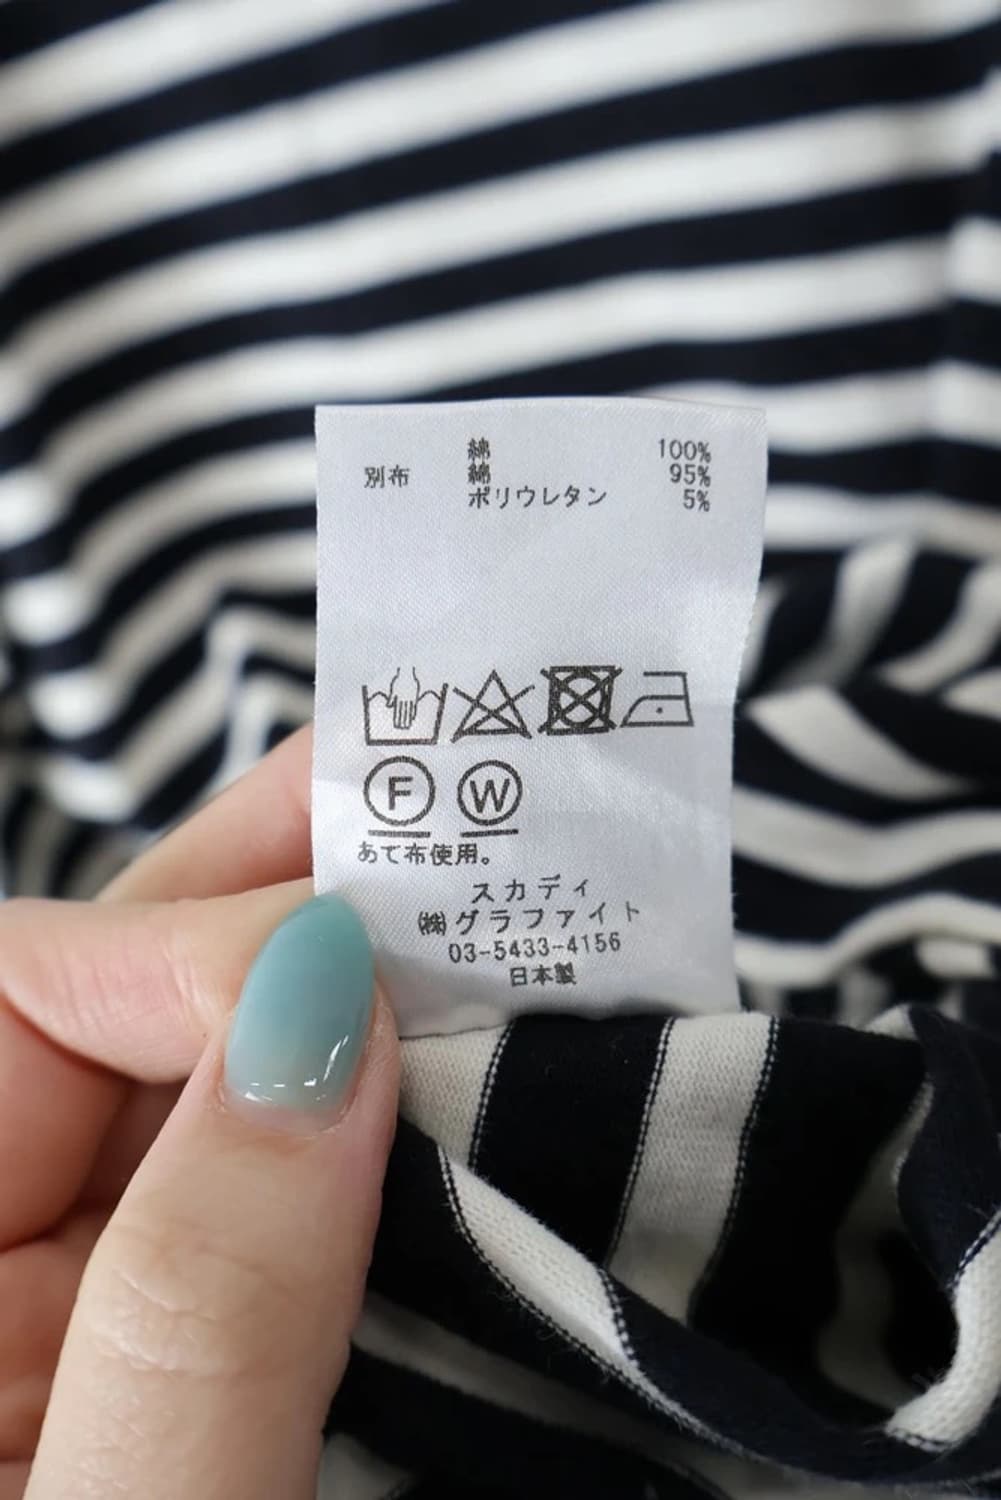 綿 100%
別布 綿 95%
ポリウレタン 5%
F W
あて布使用。
スカディ
㈱グラファイト
03-5433-4156
日本製